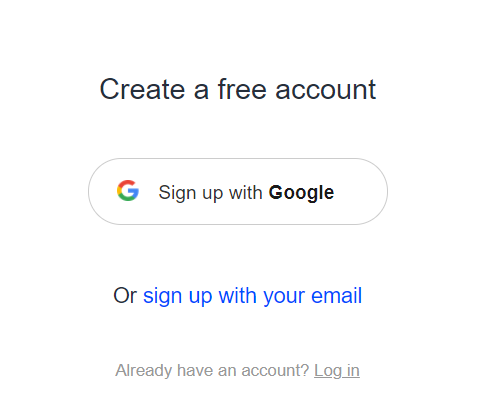 Create a free account
Sign up with Google
Or sign up with your email
Already have an account? Log in